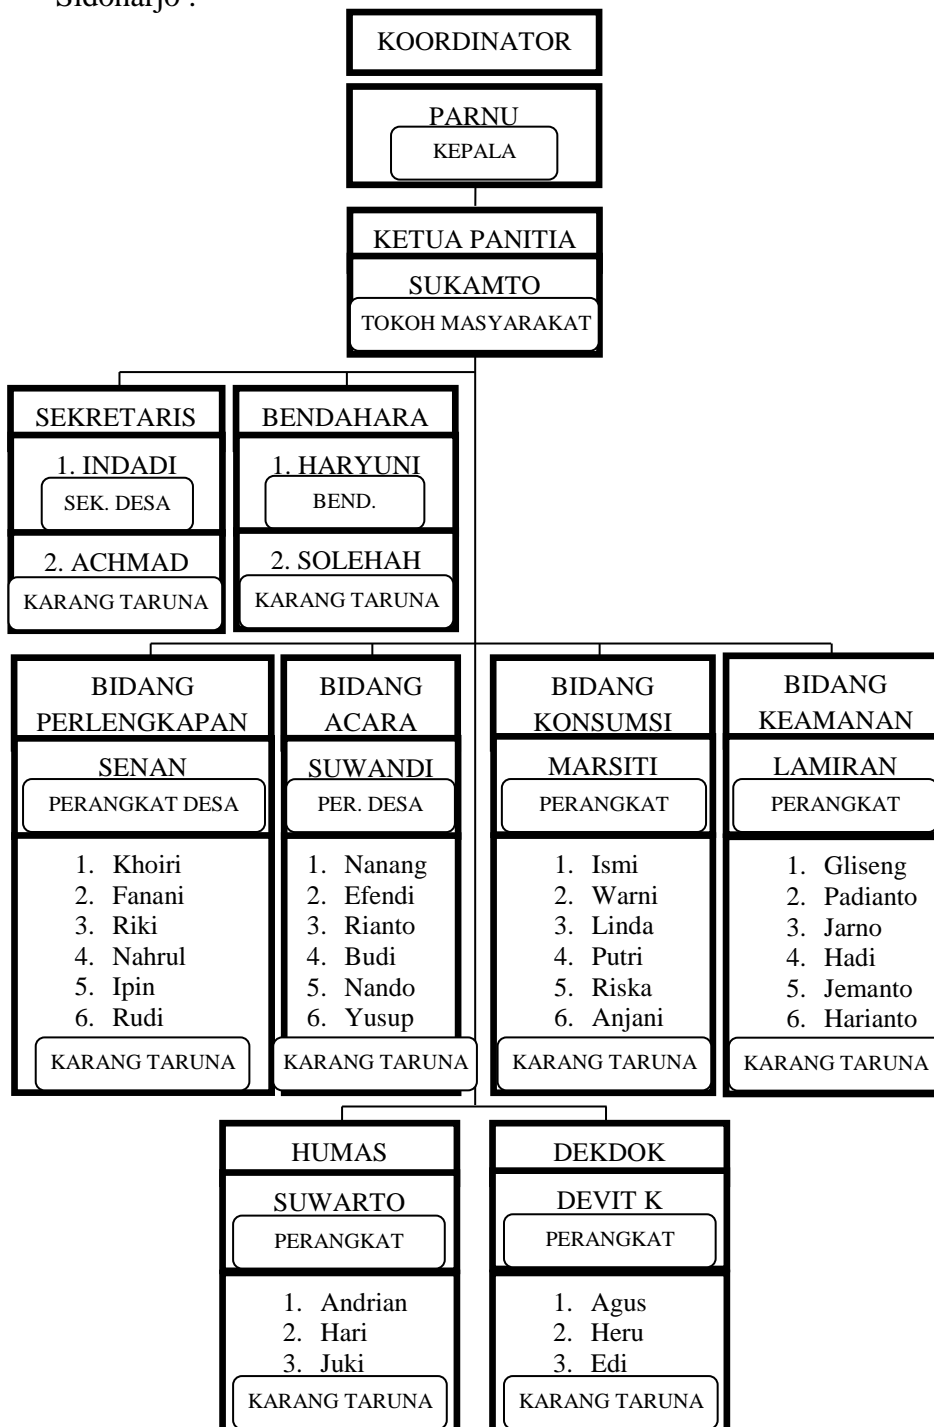 Sidoharjo :
KOORDINATOR
PARNU
KEPALA
KETUA PANITIA
SUKAMTO
TOKOH MASYARAKAT
SEKRETARIS
1. INDADI
SEK. DESA
2. ACHMAD
KARANG TARUNA
BENDAHARA
1. HARYUNI
BEND.
2. SOLEHAH
KARANG TARUNA
BIDANG
PERLENGKAPAN
SENAN
PERANGKAT DESA
1. Khoiri
2. Fanani
3. Riki
4. Nahrul
5. Ipin
6. Rudi
KARANG TARUNA
BIDANG
ACARA
SUWANDI
PER. DESA
1. Nanang
2. Efendi
3. Rianto
4. Budi
5. Nando
6. Yusup
KARANG TARUNA
BIDANG
KONSUMSI
MARSITI
PERANGKAT
1. Ismi
2. Warni
3. Linda
4. Putri
5. Riska
6. Anjani
KARANG TARUNA
BIDANG
KEAMANAN
LAMIRAN
PERANGKAT
1. Gliseng
2. Padianto
3. Jarno
4. Hadi
5. Jemanto
6. Harianto
KARANG TARUNA
HUMAS
SUWARTO
PERANGKAT
1. Andrian
2. Hari
3. Juki
KARANG TARUNA
DEKDOK
DEVIT K
PERANGKAT
1. Agus
2. Heru
3. Edi
KARANG TARUNA